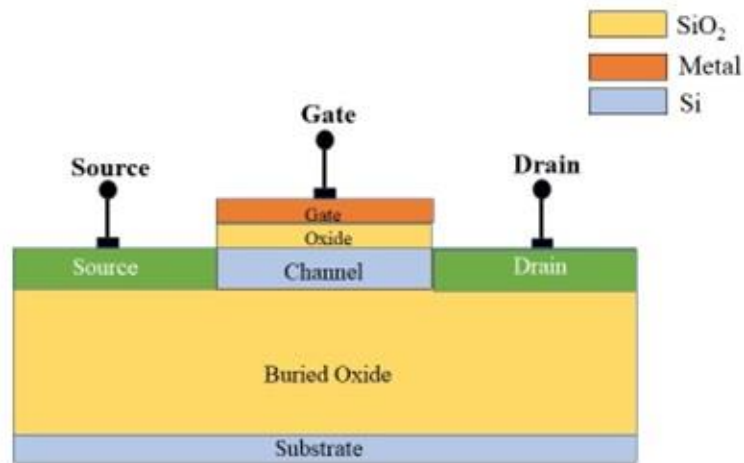 SiO₂
Metal
Si
Gate
Source
Drain
Gate
Oxide
Source
Channel
Drain
Buried Oxide
Substrate